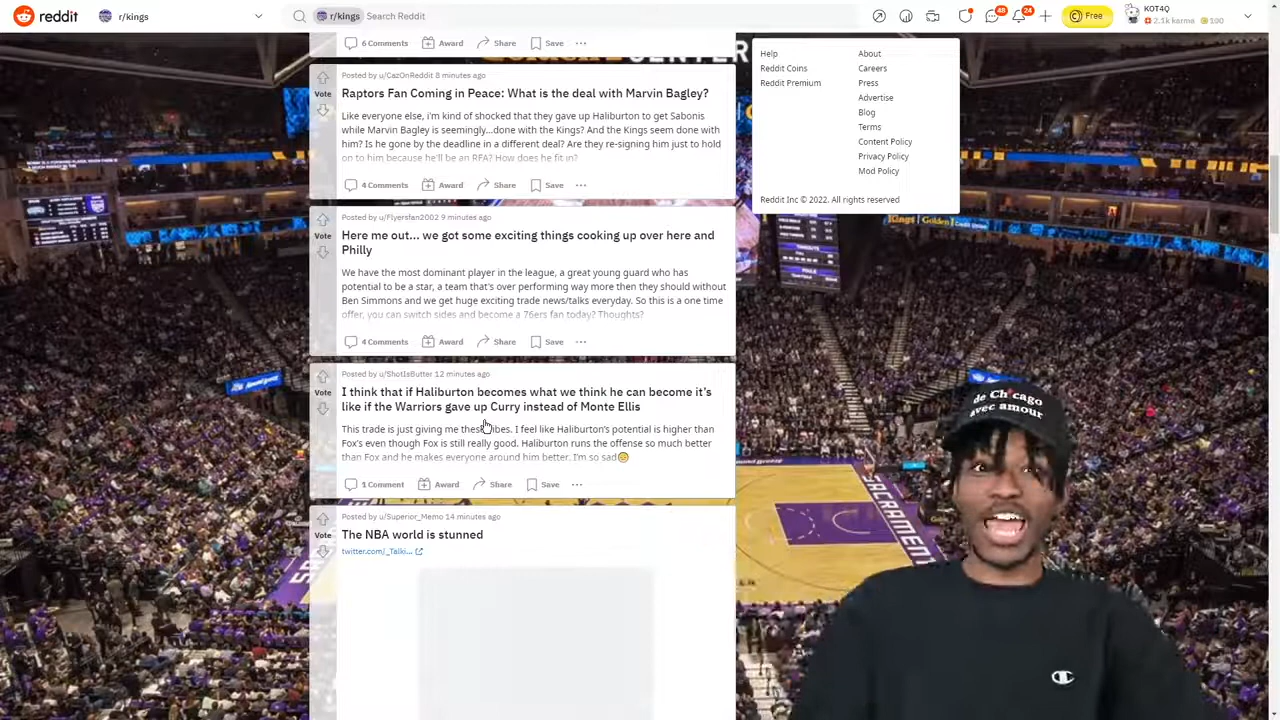 reddit
r/kings
r/kings
Search Reddit
48
24
Free
KOT4Q
2.1k karma
100
6 Comments
Award
Share
Save
Help
About
Reddit Coins
Careers
Reddit Premium
Press
Advertise
Blog
Terms
Content Policy
Privacy Policy
Mod Policy
Reddit Inc © 2022. All rights reserved
Posted by u/CazOnReddit 8 minutes ago
Vote
Raptors Fan Coming in Peace: What is the deal with Marvin Bagley?
Like everyone else, i'm kind of shocked that they gave up Haliburton to get Sabonis
while Marvin Bagley is seemingly...done with the Kings? And the Kings seem done with
him? Is he gone by the deadline in a different deal? Are they re-signing him just to hold
on to him because he'll be an RFA? How does he fit in?
4 Comments
Award
Share
Save
Posted by u/Flyersfan2002 9 minutes ago
Vote
Here me out... we got some exciting things cooking up over here and
Philly
We have the most dominant player in the league, a great young guard who has
potential to be a star, a team that's over performing way more then they should without
Ben Simmons and we get huge exciting trade news/talks everyday. So this is a one time
offer, you can switch sides and become a 76ers fan today? Thoughts?
4 Comments
Award
Share
Save
Posted by u/ShotIsButter 12 minutes ago
Vote
I think that if Haliburton becomes what we think he can become it's
like if the Warriors gave up Curry instead of Monte Ellis
This trade is just giving me these vibes. I feel like Haliburton's potential is higher than
Fox's even though Fox is still really good. Haliburton runs the offense so much better
than Fox and he makes everyone around him better. I'm so sad
1 Comment
Award
Share
Save
Posted by u/Superior_Memo 14 minutes ago
Vote
The NBA world is stunned
twitter.com/_Talki...
Kings
Golden
SACRAMEN
de Chicago
avec amour